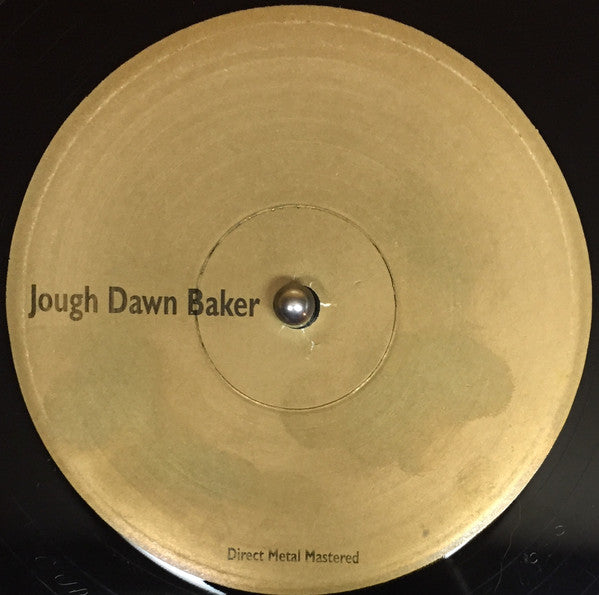 Jough Dawn Baker
Direct Metal Mastered